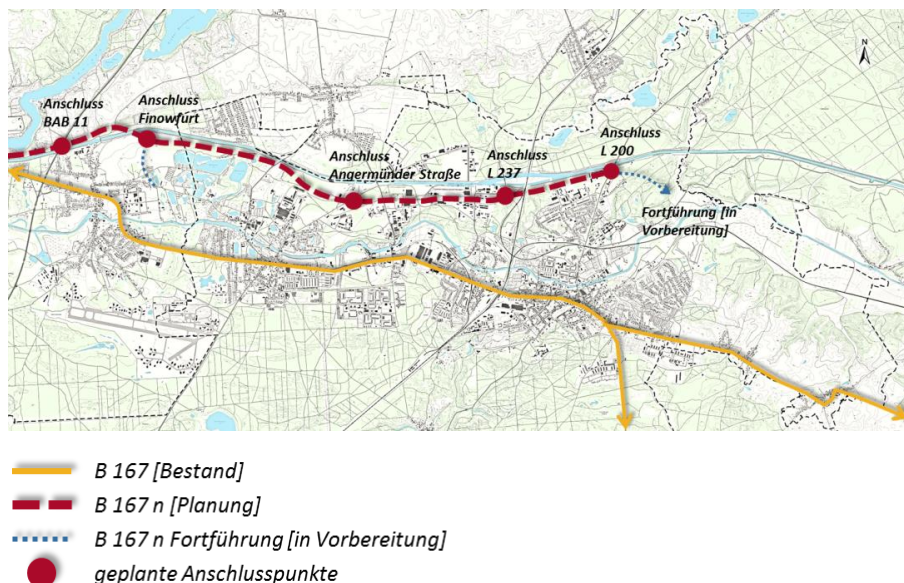 N
Anschluss
BAB 11
Anschluss
Finowfurt
Anschluss
Angermünder Straße
Anschluss
L 237
Anschluss
L 200
Fortführung [in
Vorbereitung]
B 167 [Bestand]
B 167 n [Planung]
B 167 n Fortführung [in Vorbereitung]
geplante Anschlusspunkte